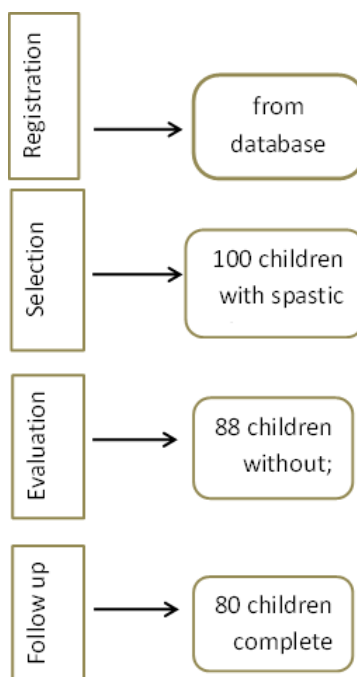 Registration
from
database
Selection
100 children
with spastic
Evaluation
88 children
without;
Follow up
80 children
complete